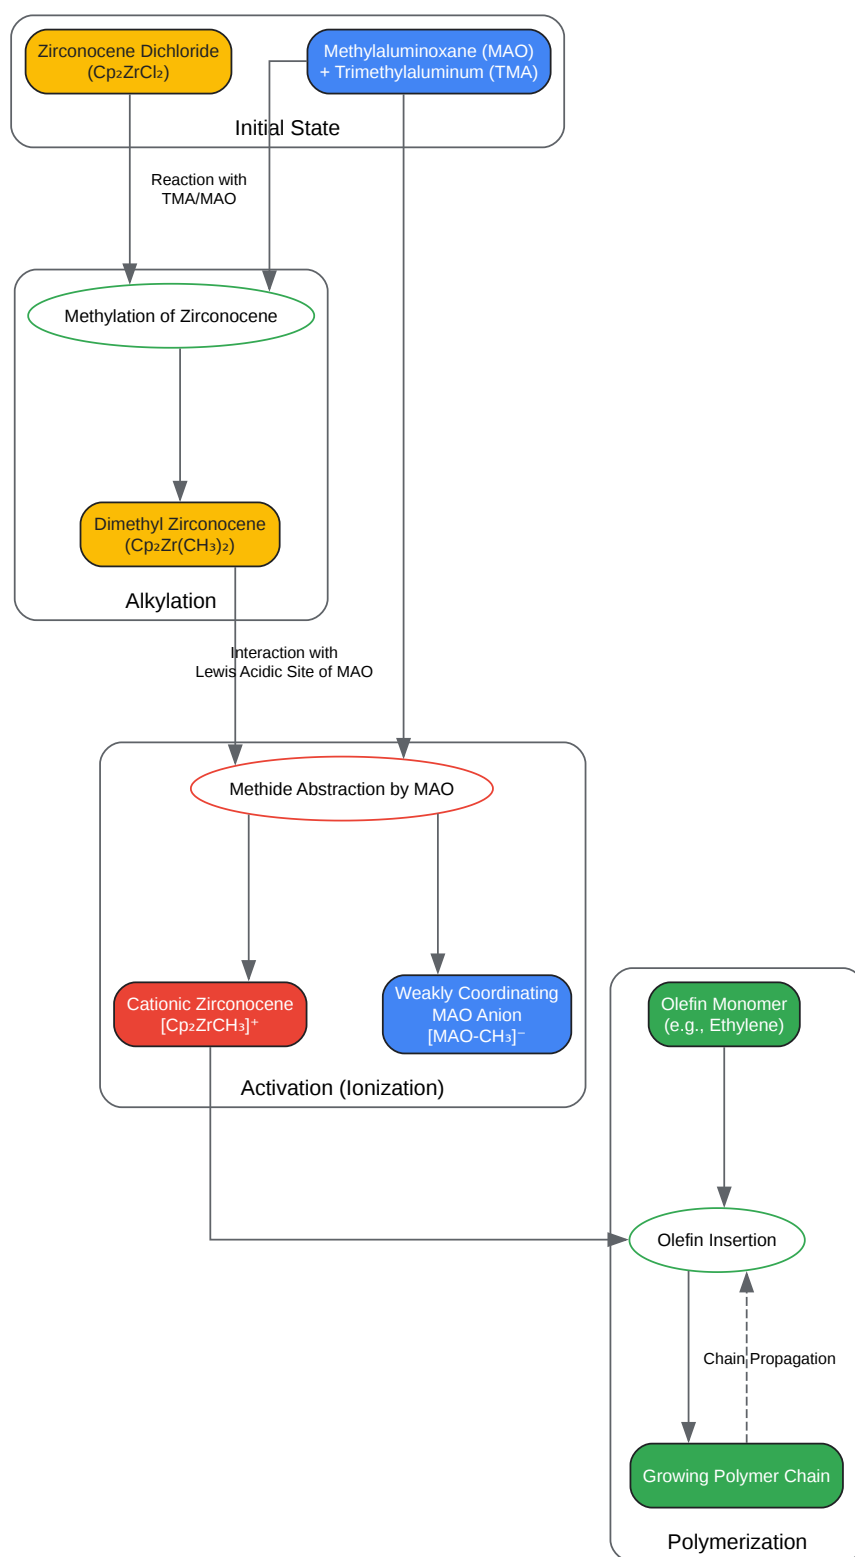 Zirconocene Dichloride
(Cp₂ZrCl₂)
Methylaluminoxane (MAO)
+ Trimethylaluminum (TMA)
Initial State
Reaction with
TMA/MAO
Methylation of Zirconocene
Dimethyl Zirconocene
(Cp₂Zr(CH₃)₂)
Alkylation
Interaction with
Lewis Acidic Site of MAO
Methide Abstraction by MAO
Cationic Zirconocene
[Cp₂ZrCH₃]⁺
Weakly Coordinating
MAO Anion
[MAO-CH₃]⁻
Activation (Ionization)
Olefin Monomer
(e.g., Ethylene)
Olefin Insertion
Chain Propagation
Growing Polymer Chain
Polymerization